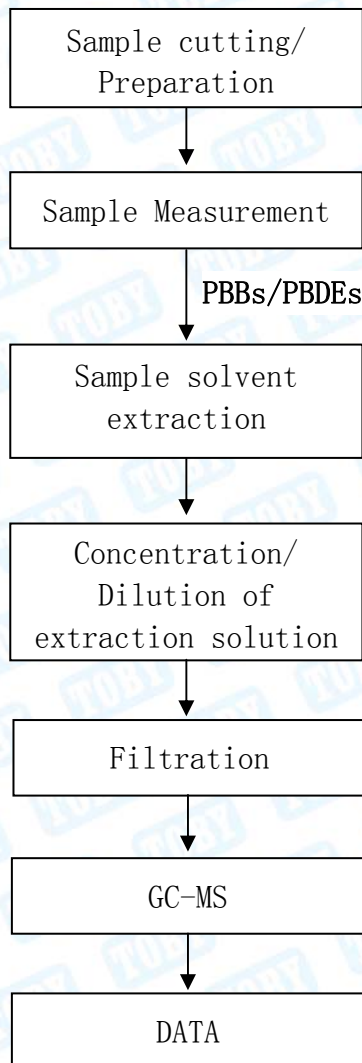 Sample cutting/
Preparation
Sample Measurement
PBBs/PBDEs
Sample solvent
extraction
Concentration/
Dilution of
extraction solution
Filtration
GC-MS
DATA
TOBY